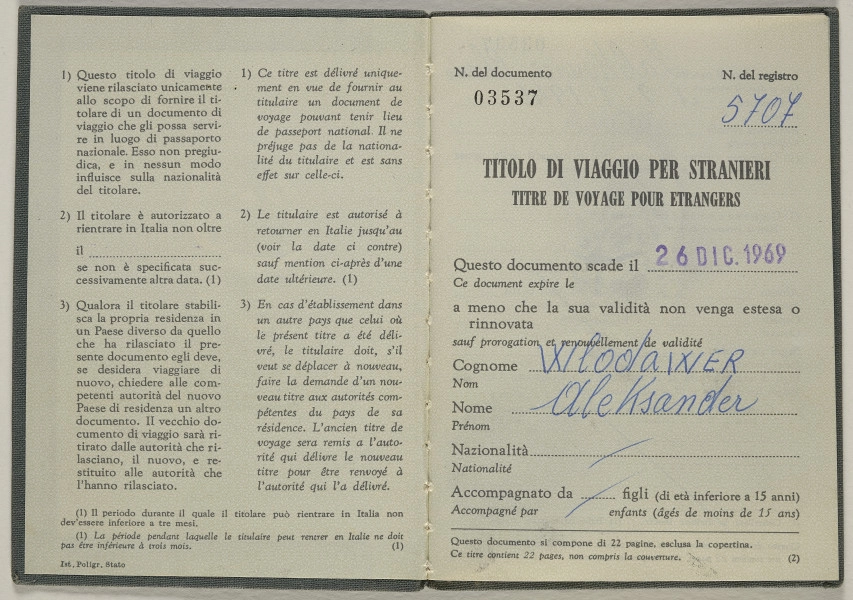 1) Questo titolo di viaggio
viene rilasciato unicamente
allo scopo di fornire il ti-
tolare di un documento di
viaggio che gli possa servi-
re in luogo di passaporto
nazionale. Esso non pregiu-
dica, e in nessun modo
influisce sulla nazionalità
del titolare.
2) Il titolare è autorizzato a
rientrare in Italia non oltre
il
se non è specificata suc-
cessivamente altra data. (1)
3) Qualora il titolare stabili-
sca la propria residenza in
un Paese diverso da quello
che ha rilasciato il pre-
sente documento egli deve,
se desidera viaggiare di
nuovo, chiedere alle com-
petenti autorità del nuovo
Paese di residenza un altro
documento. Il vecchio do-
cumento di viaggio sarà ri-
tirato dalle autorità che ri-
lasciano, il nuovo, e re-
stituito alle autorità che
l'hanno rilasciato.
1) Ce titre est délivré unique-
ment en vue de fournir au
titulaire un document de
voyage pouvant tenir lieu
de passeport national. Il ne
préjuge pas de la nationa-
lité du titulaire et est sans
effet sur celle-ci.
2) Le titulaire est autorisé à
retourner en Italie jusqu'au
(voir la date ci contre)
sauf mention ci-après d'une
date ultérieure. (1)
3) En cas d'établissement dans
un autre pays que celui où
le présent titre a été déli-
vré, le titulaire doit, s'il
veut se déplacer à nouveau,
faire la demande d'un nou-
veau titre aux autorités com-
pétentes du pays de sa
résidence. L'ancien titre de
voyage sera remis a l'auto-
rité qui délivre le nouveau
titre pour être renvoyé à
l'autorité qui l'a délivré.
(1) Il periodo durante il quale il titolare può rientrare in Italia non
dev'essere inferiore a tre mesi.
(1) La période pendant laquelle le titulaire peut rentrer en Italie ne doit
pas être inférieure à trois mois. (1)
Ist. Poligr. Stato
N. del documento N. del registro
03537 5707
TITOLO DI VIAGGIO PER STRANIERI
TITRE DE VOYAGE POUR ETRANGERS
Questo documento scade il 26 DIC. 1969
Ce document expire le
a meno che la sua validità non venga estesa o
rinnovata
sauf prorogation et renouvellement de validité
Cognome WlodaWER
Nom
Nome Aleksander
Prénom
Nazionalità
Nationalité
Accompagnato da figli (di età inferiore a 15 anni)
Accompagné par enfants (âgés de moins de 15 ans)
Questo documento si compone di 22 pagine, esclusa la copertina.
Ce titre contient 22 pages, non compris la couverture. (2)